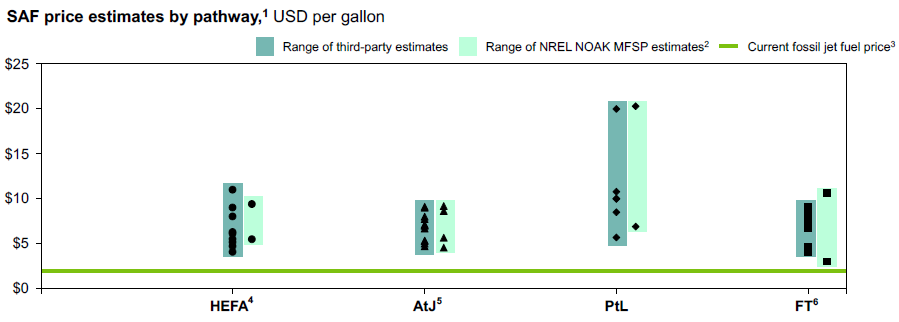 SAF price estimates by pathway,¹ USD per gallon
Range of third-party estimates
Range of NREL NOAK MFSP estimates²
Current fossil jet fuel price³
$25
$20
$15
$10
$5
$0
HEFA⁴
AtJ⁵
PtL
FT⁶